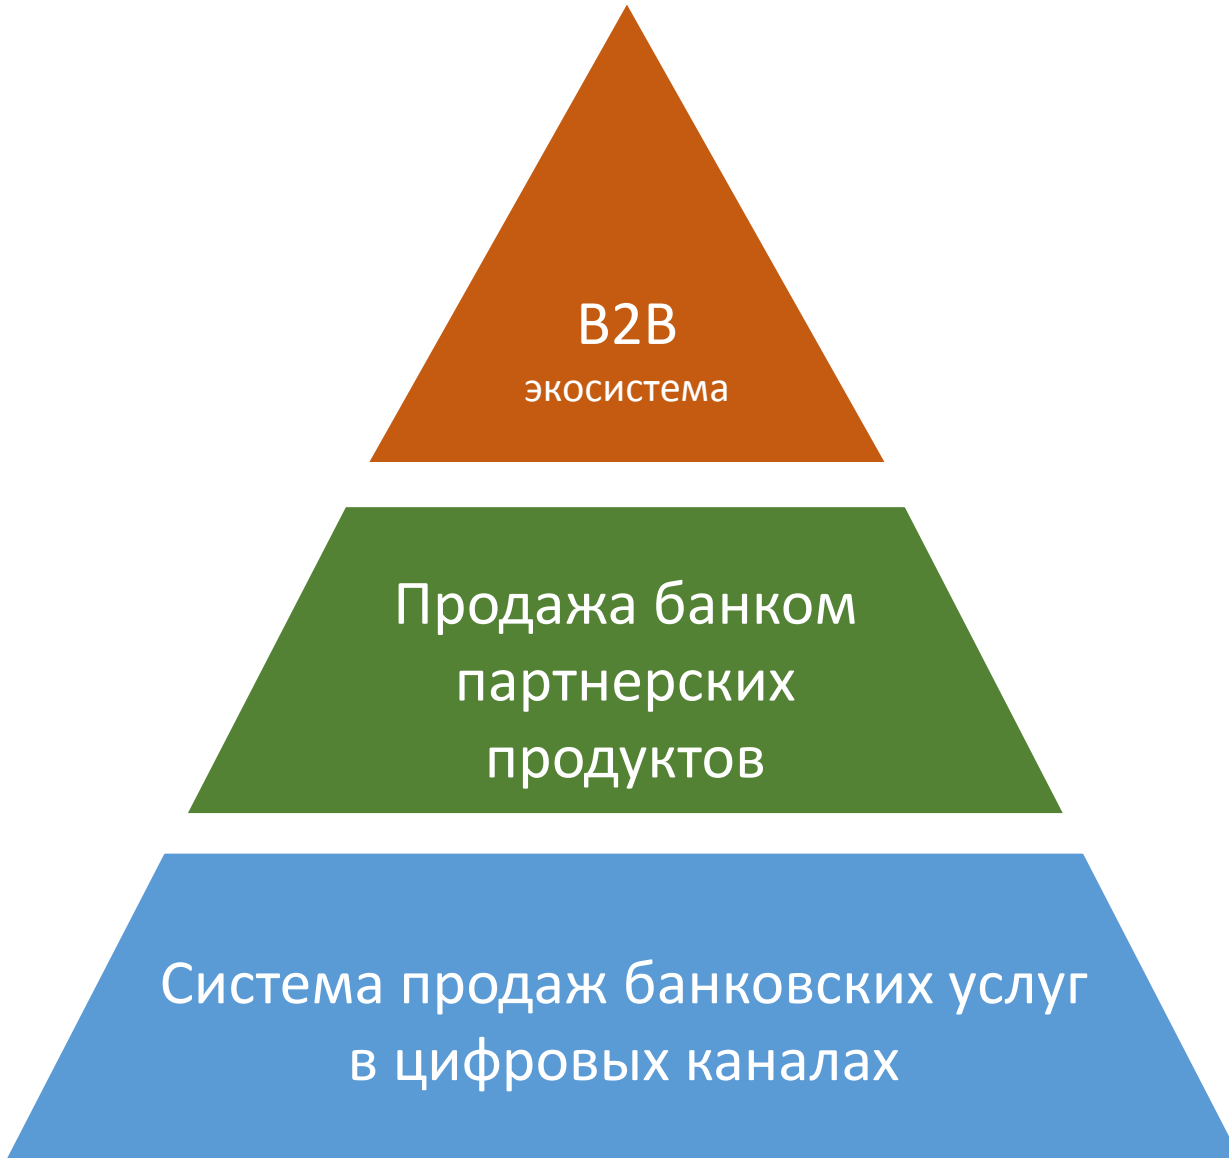 B2B
экосистема
Продажа банком
партнерских
продуктов
Система продаж банковских услуг
в цифровых каналах